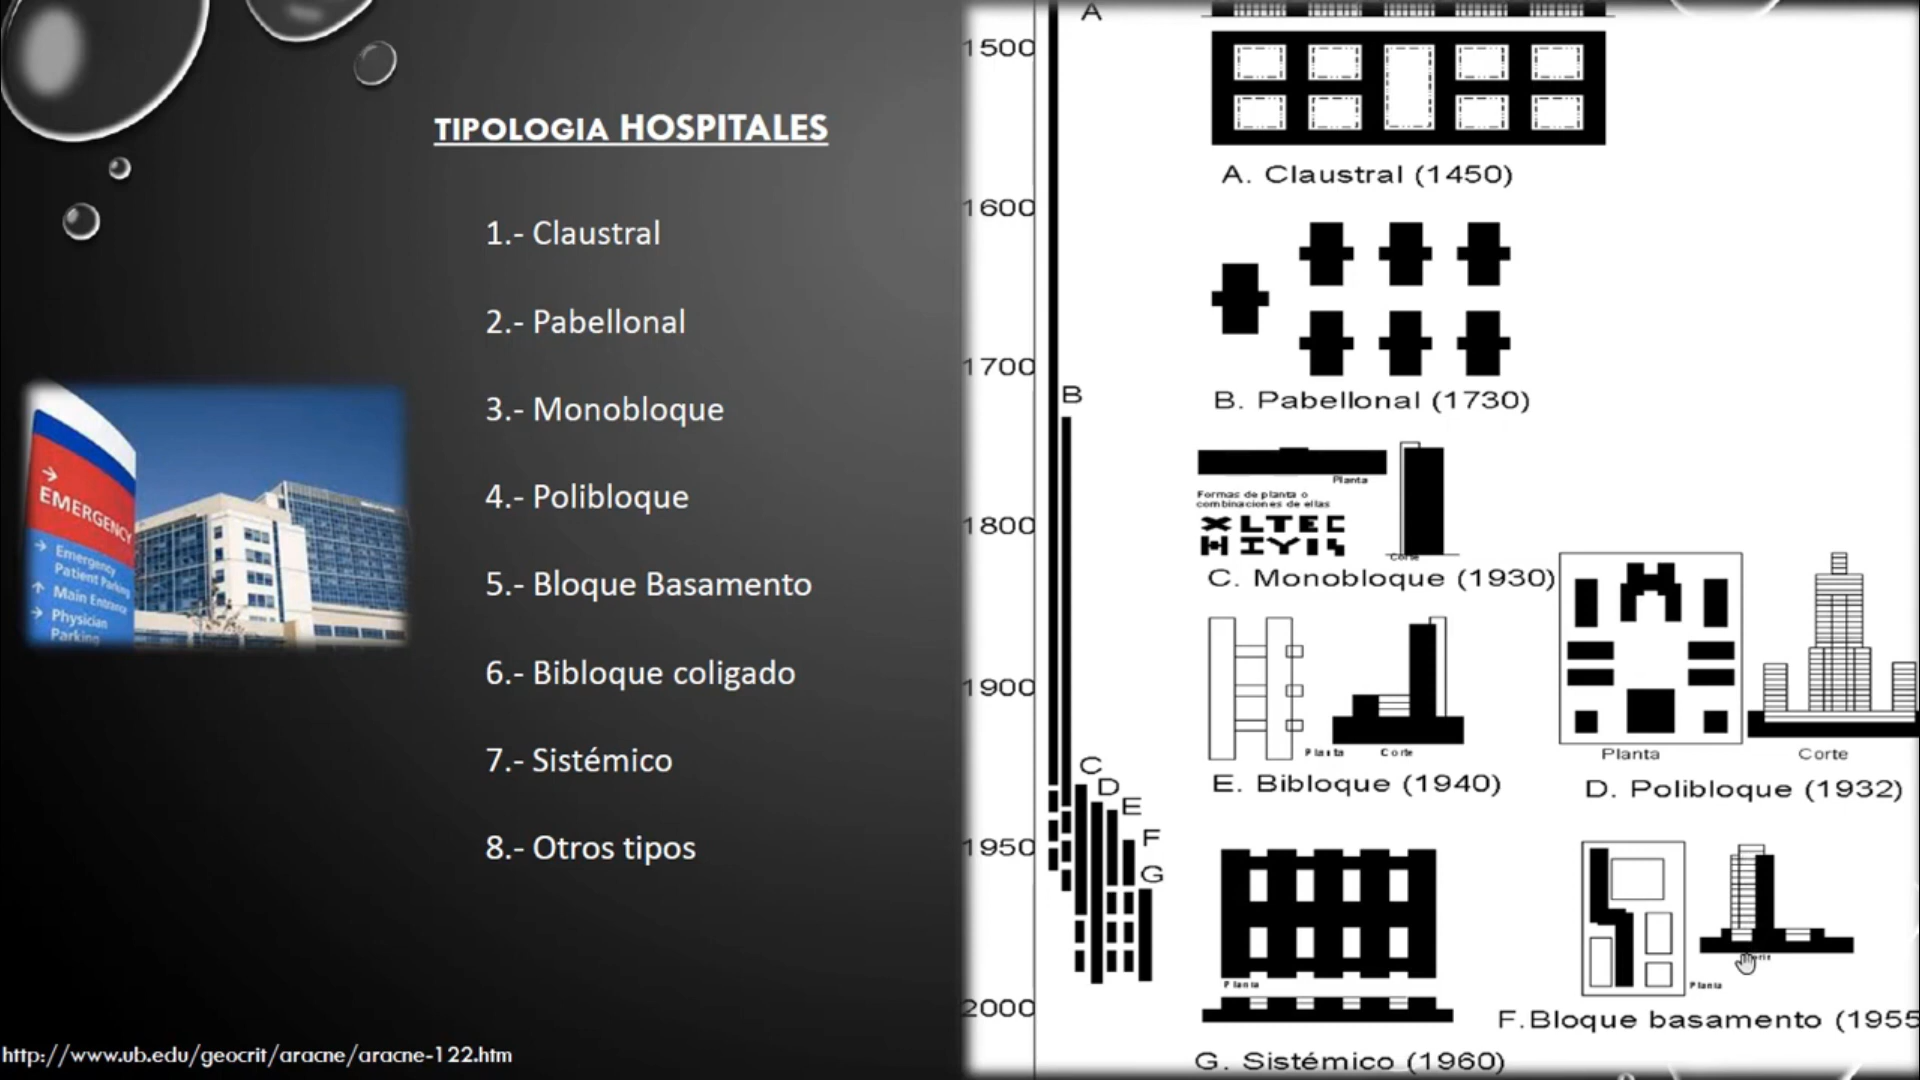 TIPOLOGIA HOSPITALES
1.- Claustral
2.- Pabellonal
3.- Monobloque
4.- Polibloque
5.- Bloque Basamento
6.- Bibloque coligado
7.- Sistémico
8.- Otros tipos
EMERGENCY
Emergency
Patient Parking
Main Entrance
Physician
Parking
http://www.ub.edu/geocrit/aracne/aracne-122.htm
1500
1600
1700
1800
1900
1950
2000
A
B
C
D
E
F
G
A. Claustral (1450)
B. Pabellonal (1730)
Planta
Formas de planta o
combinaciones de ellas
X L T E C
H I Y
Corte
C. Monobloque (1930)
Planta Corte
E. Bibloque (1940)
Planta Corte
D. Polibloque (1932)
Planta
G. Sistémico (1960)
Planta
F.Bloque basamento (1955